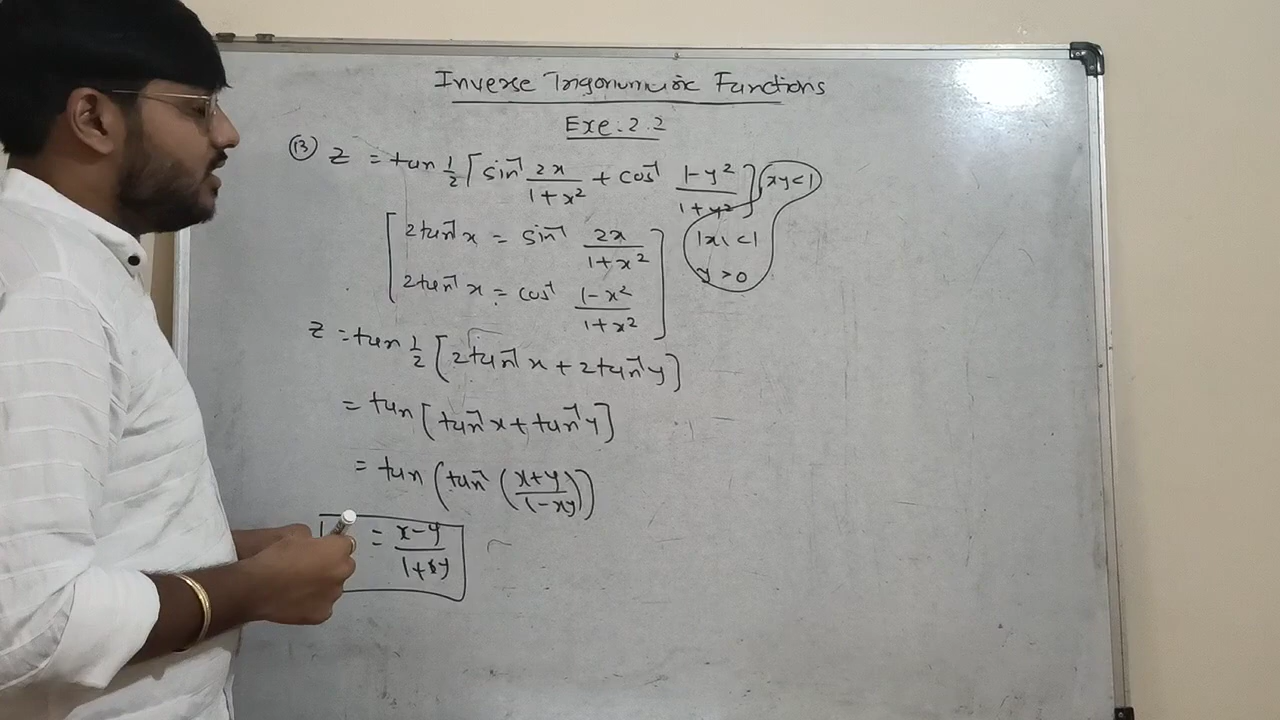 Inverse Trigonometric Functions
Exe. 2.2
(13) z = tan 1/2 [sin⁻¹ 2x/1+x² + cos⁻¹ 1-y²/1+y²] xy<1
|x| <1
y >0
[2tan⁻¹x = sin⁻¹ 2x/1+x²
2tan⁻¹x = cos⁻¹ 1-x²/1+x²]
z = tan 1/2 [2tan⁻¹x + 2tan⁻¹y]
= tan [tan⁻¹x + tan⁻¹y]
= tan (tan⁻¹ (x+y/1-xy))
= x-y/1+xy